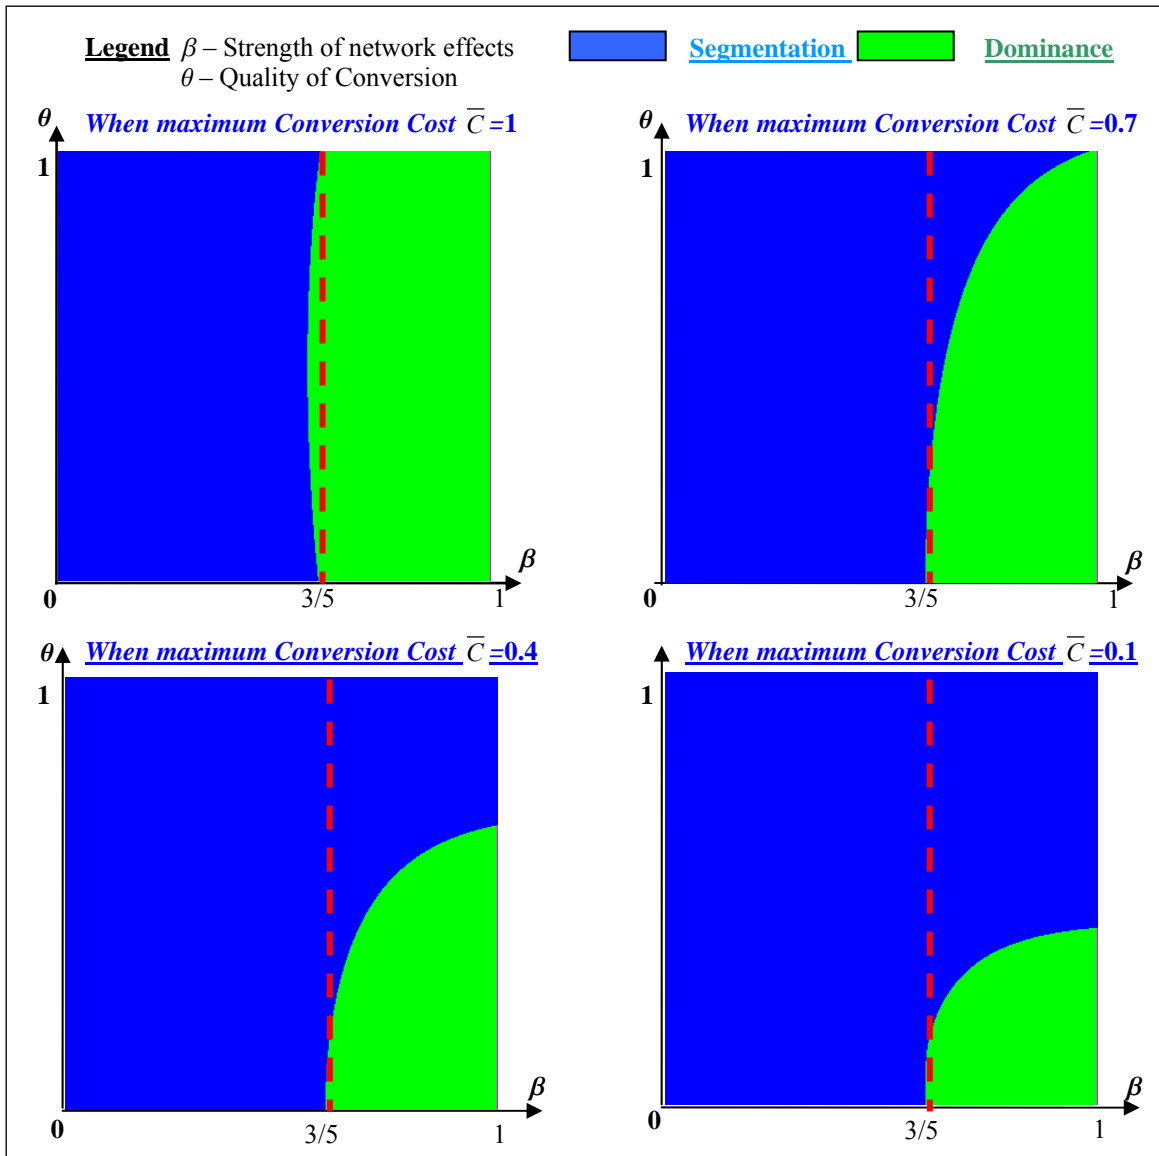 Legend β – Strength of network effects Segmentation Dominance
θ – Quality of Conversion
θ When maximum Conversion Cost C̅ =1
1
β
0 3/5 1
θ When maximum Conversion Cost C̅ =0.7
1
β
0 3/5 1
θ When maximum Conversion Cost C̅ =0.4
1
β
0 3/5 1
When maximum Conversion Cost C̅ =0.1
1
β
0 3/5 1